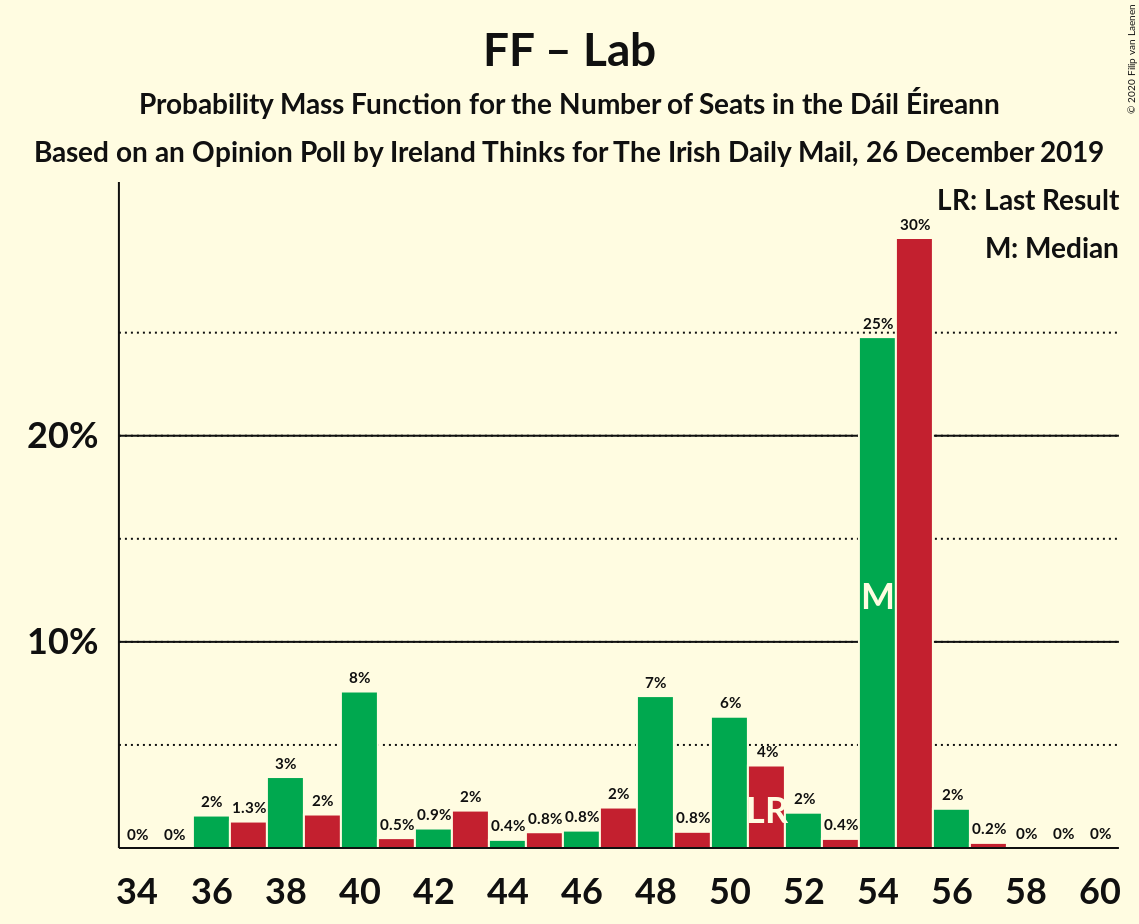 FF – Lab
Probability Mass Function for the Number of Seats in the Dáil Éireann
Based on an Opinion Poll by Ireland Thinks for The Irish Daily Mail, 26 December 2019
© 2020 Filip van Laenen
LR: Last Result
M: Median
20%
10%
0% 0% 2% 1.3% 3% 2% 8% 0.5% 0.9% 2% 0.4% 0.8% 0.8% 2% 7% 0.8% 6% 4% 2% 0.4% 25% 30% 2% 0.2% 0% 0% 0%
M
LR
34 36 38 40 42 44 46 48 50 52 54 56 58 60